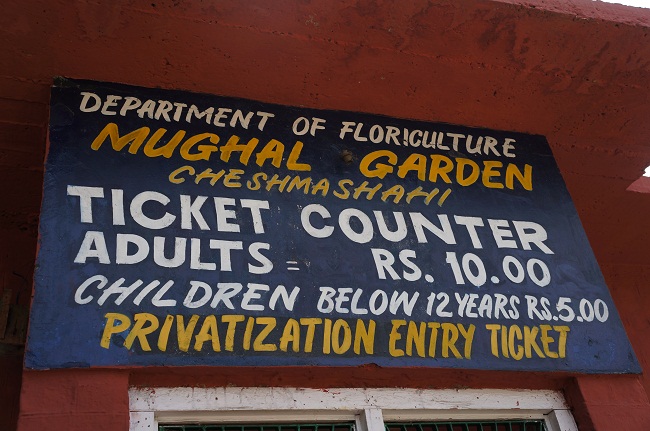 DEPARTMENT OF FLORICULTURE
MUGHAL GARDEN
CHESHMASHAHI
TICKET COUNTER
ADULTS = RS. 10.00
CHILDREN BELOW 12 YEARS RS. 5.00
PRIVATIZATION ENTRY TICKET